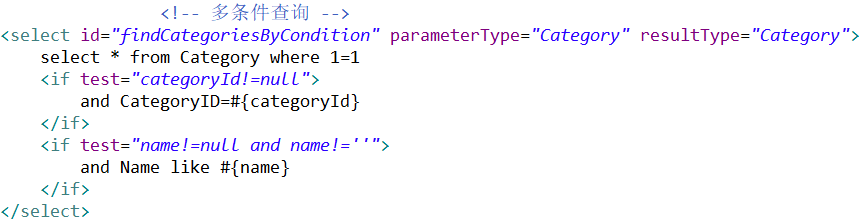 <!-- 多条件查询 -->
<select id="findCategoriesByCondition" parameterType="Category" resultType="Category">
select * from Category where 1=1
<if test="categoryId!=null">
and CategoryID=#{categoryId}
</if>
<if test="name!=null and name!=''">
and Name like #{name}
</if>
</select>